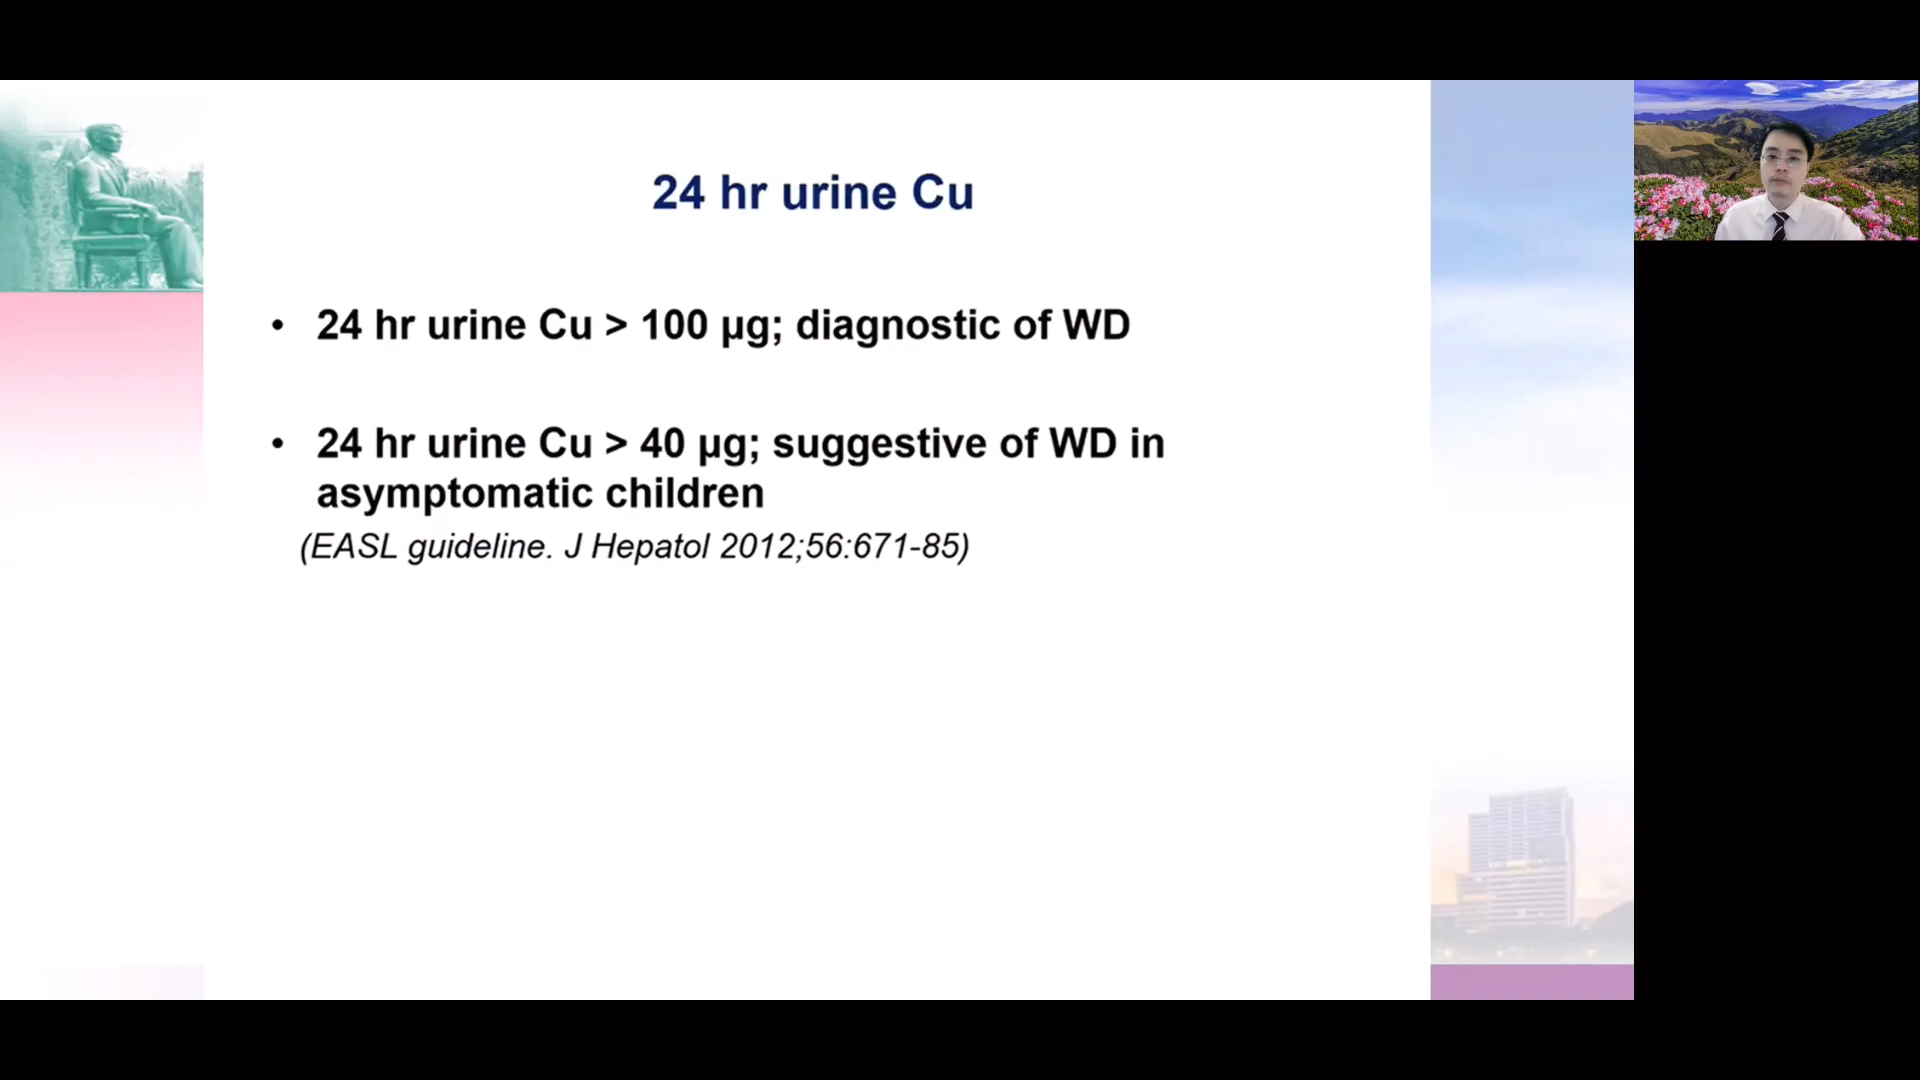 24 hr urine Cu
• 24 hr urine Cu > 100 μg; diagnostic of WD
• 24 hr urine Cu > 40 μg; suggestive of WD in
asymptomatic children
(EASL guideline. J Hepatol 2012;56:671-85)